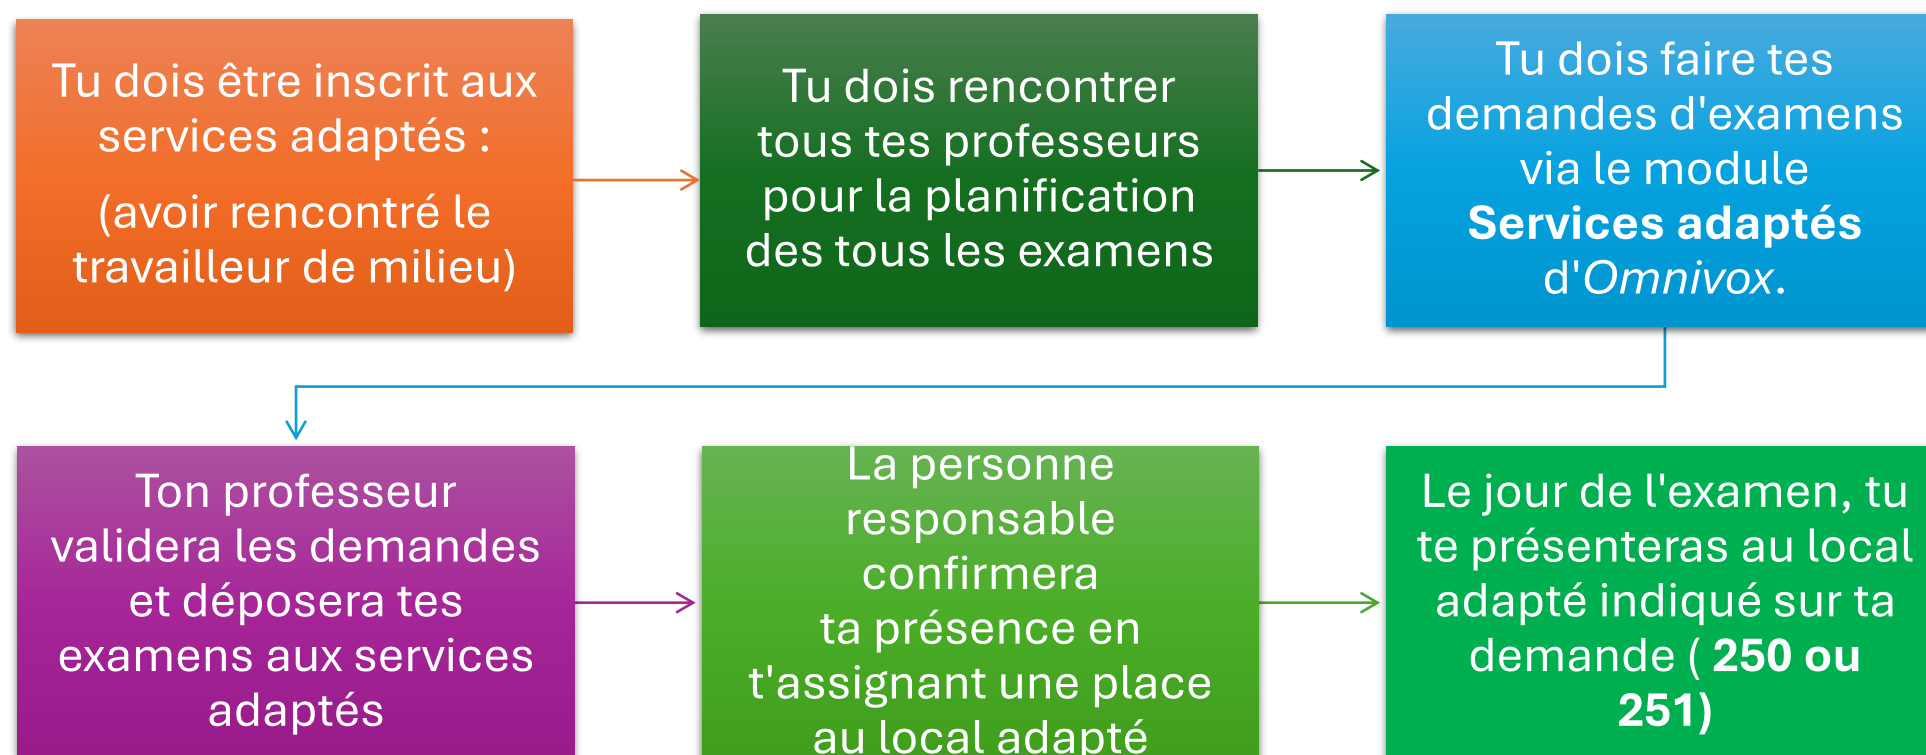 Tu dois être inscrit aux
services adaptés :
(avoir rencontré le
travailleur de milieu)
Tu dois rencontrer
tous tes professeurs
pour la planification
des tous les examens
Tu dois faire tes
demandes d'examens
via le module
Services adaptés
d'Omnivox.
Ton professeur
validera les demandes
et déposera tes
examens aux services
adaptés
La personne
responsable
confirmera
ta présence en
t'assignant une place
au local adapté
Le jour de l'examen, tu
te présenteras au local
adapté indiqué sur ta
demande ( 250 ou
251)